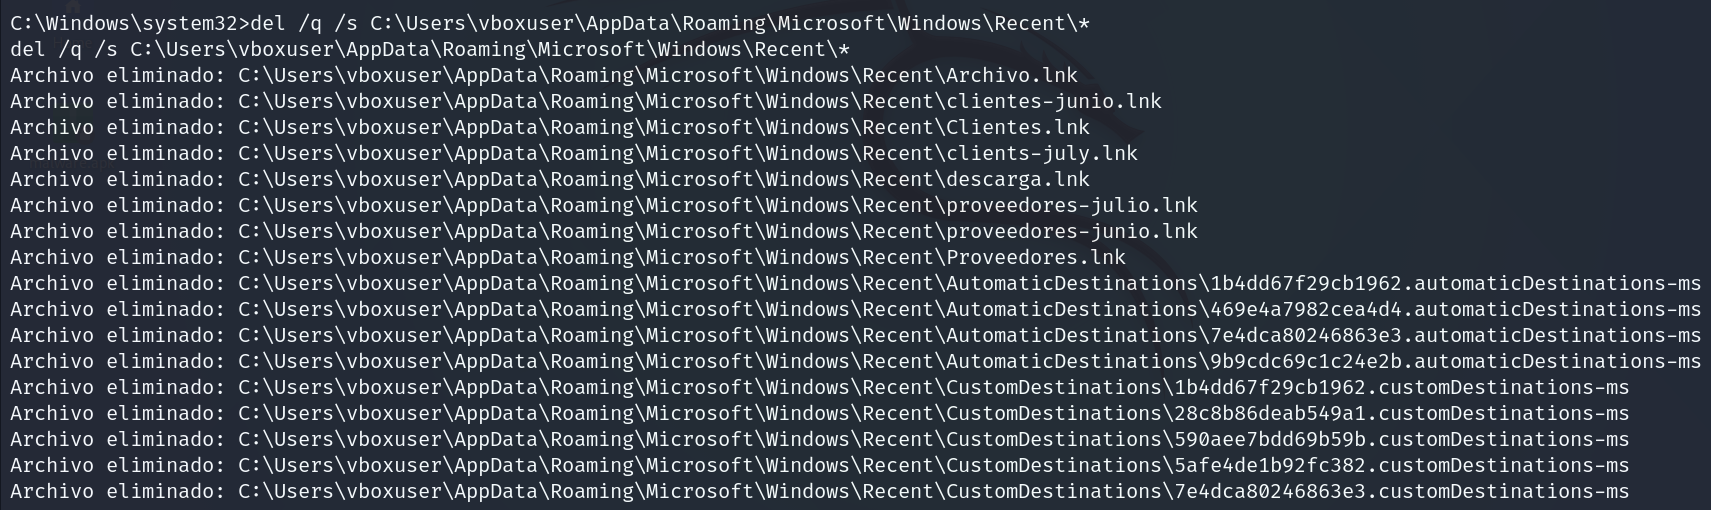 C:\Windows\system32>del /q /s C:\Users\vboxuser\AppData\Roaming\Microsoft\Windows\Recent\*
del /q /s C:\Users\vboxuser\AppData\Roaming\Microsoft\Windows\Recent\*
Archivo eliminado: C:\Users\vboxuser\AppData\Roaming\Microsoft\Windows\Recent\Archivo.lnk
Archivo eliminado: C:\Users\vboxuser\AppData\Roaming\Microsoft\Windows\Recent\clientes-junio.lnk
Archivo eliminado: C:\Users\vboxuser\AppData\Roaming\Microsoft\Windows\Recent\Clientes.lnk
Archivo eliminado: C:\Users\vboxuser\AppData\Roaming\Microsoft\Windows\Recent\clients-july.lnk
Archivo eliminado: C:\Users\vboxuser\AppData\Roaming\Microsoft\Windows\Recent\descarga.lnk
Archivo eliminado: C:\Users\vboxuser\AppData\Roaming\Microsoft\Windows\Recent\proveedores-julio.lnk
Archivo eliminado: C:\Users\vboxuser\AppData\Roaming\Microsoft\Windows\Recent\proveedores-junio.lnk
Archivo eliminado: C:\Users\vboxuser\AppData\Roaming\Microsoft\Windows\Recent\Proveedores.lnk
Archivo eliminado: C:\Users\vboxuser\AppData\Roaming\Microsoft\Windows\Recent\AutomaticDestinations\1b4dd67f29cb1962.automaticDestinations-ms
Archivo eliminado: C:\Users\vboxuser\AppData\Roaming\Microsoft\Windows\Recent\AutomaticDestinations\469e4a7982cea4d4.automaticDestinations-ms
Archivo eliminado: C:\Users\vboxuser\AppData\Roaming\Microsoft\Windows\Recent\AutomaticDestinations\7e4dca80246863e3.automaticDestinations-ms
Archivo eliminado: C:\Users\vboxuser\AppData\Roaming\Microsoft\Windows\Recent\AutomaticDestinations\9b9cdc69c1c24e2b.automaticDestinations-ms
Archivo eliminado: C:\Users\vboxuser\AppData\Roaming\Microsoft\Windows\Recent\CustomDestinations\1b4dd67f29cb1962.customDestinations-ms
Archivo eliminado: C:\Users\vboxuser\AppData\Roaming\Microsoft\Windows\Recent\CustomDestinations\28c8b86deab549a1.customDestinations-ms
Archivo eliminado: C:\Users\vboxuser\AppData\Roaming\Microsoft\Windows\Recent\CustomDestinations\590aee7bdd69b59b.customDestinations-ms
Archivo eliminado: C:\Users\vboxuser\AppData\Roaming\Microsoft\Windows\Recent\CustomDestinations\5afe4de1b92fc382.customDestinations-ms
Archivo eliminado: C:\Users\vboxuser\AppData\Roaming\Microsoft\Windows\Recent\CustomDestinations\7e4dca80246863e3.customDestinations-ms